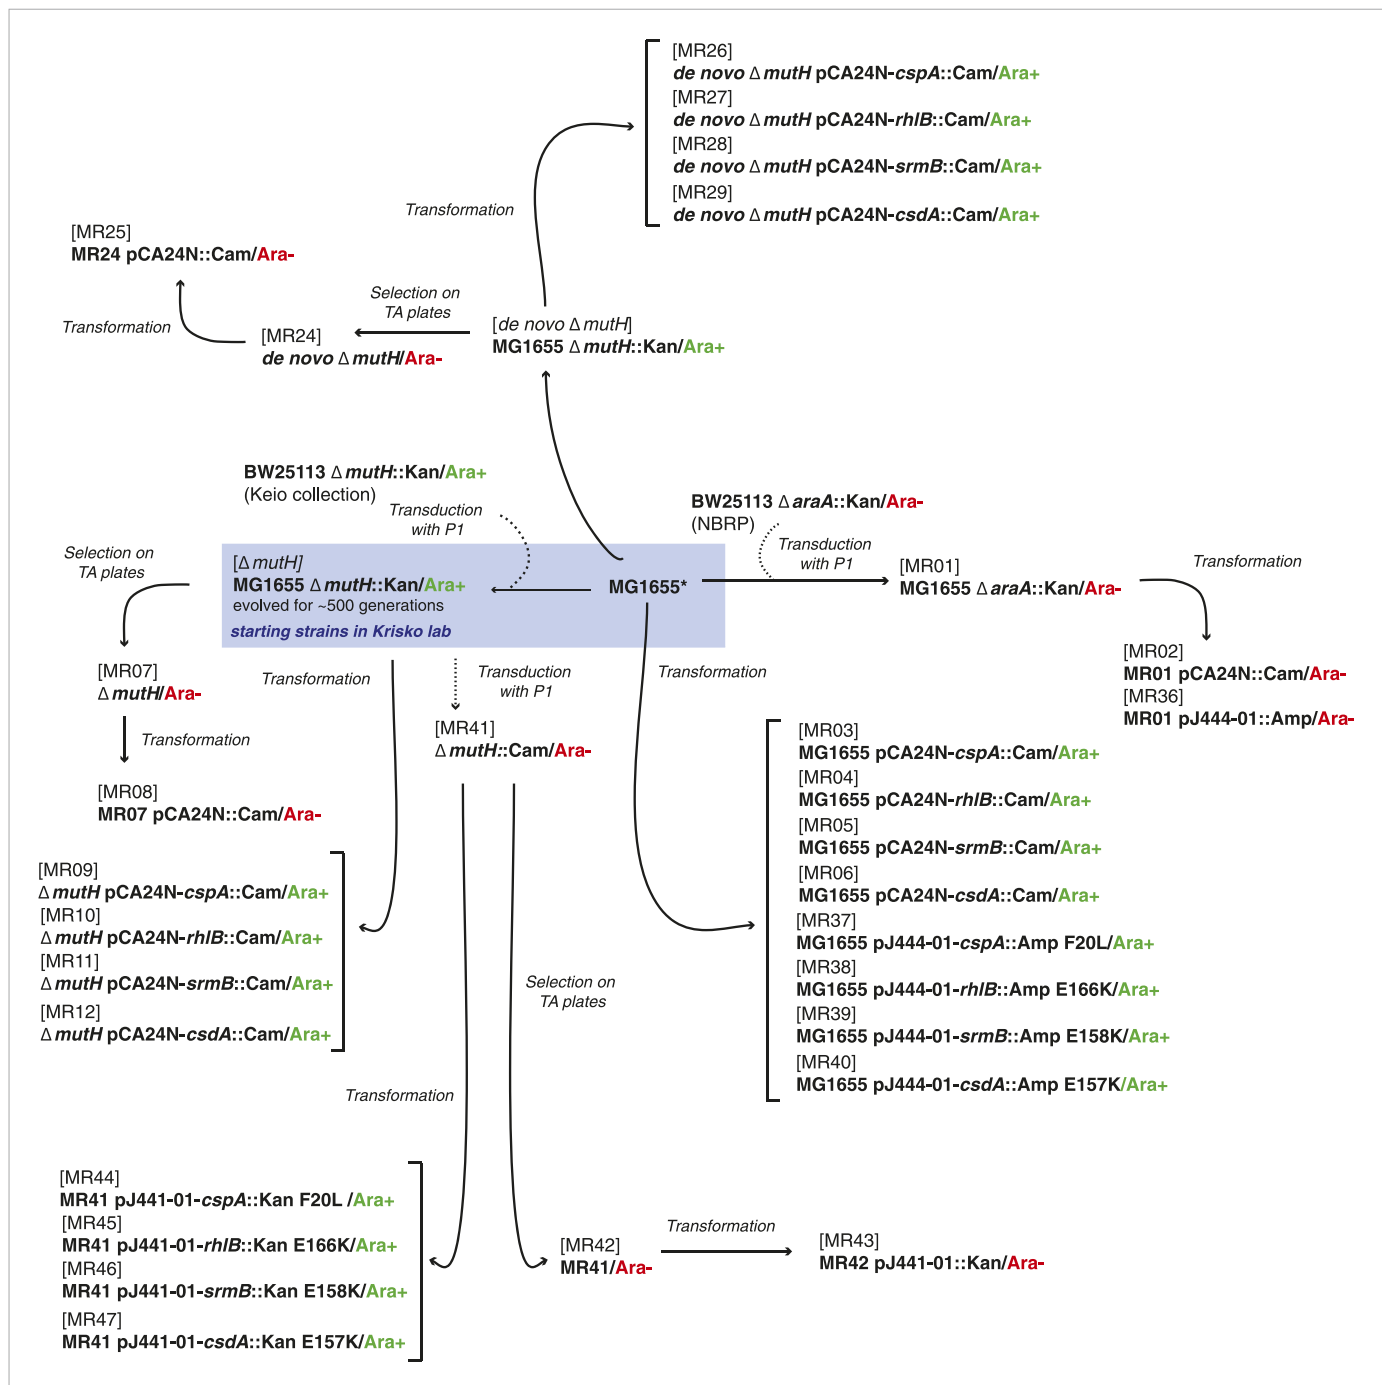 [MR26]
de novo Δ mutH pCA24N-cspA::Cam/Ara+
[MR27]
de novo Δ mutH pCA24N-rhlB::Cam/Ara+
[MR28]
de novo Δ mutH pCA24N-srmB::Cam/Ara+
[MR29]
de novo Δ mutH pCA24N-csdA::Cam/Ara+
Transformation
[MR25]
MR24 pCA24N::Cam/Ara-
Transformation
[MR24]
de novo Δ mutH/Ara-
Selection on
TA plates
[de novo Δ mutH]
MG1655 Δ mutH::Kan/Ara+
BW25113 Δ mutH::Kan/Ara+
(Keio collection)
Transduction
with P1
BW25113 Δ araA::Kan/Ara-
(NBRP)
Transduction
with P1
Selection on
TA plates
[Δ mutH]
MG1655 Δ mutH::Kan/Ara+
evolved for ~500 generations
starting strains in Krisko lab
MG1655*
[MR01]
MG1655 Δ araA::Kan/Ara-
Transformation
[MR02]
MR01 pCA24N::Cam/Ara-
[MR36]
MR01 pJ444-01::Amp/Ara-
[MR07]
Δ mutH/Ara-
Transformation
[MR08]
MR07 pCA24N::Cam/Ara-
Transformation
Transduction
with P1
[MR41]
Δ mutH::Cam/Ara-
Transformation
[MR03]
MG1655 pCA24N-cspA::Cam/Ara+
[MR04]
MG1655 pCA24N-rhlB::Cam/Ara+
[MR05]
MG1655 pCA24N-srmB::Cam/Ara+
[MR06]
MG1655 pCA24N-csdA::Cam/Ara+
[MR37]
MG1655 pJ444-01-cspA::Amp F20L/Ara+
[MR38]
MG1655 pJ444-01-rhlB::Amp E166K/Ara+
[MR39]
MG1655 pJ444-01-srmB::Amp E158K/Ara+
[MR40]
MG1655 pJ444-01-csdA::Amp E157K/Ara+
[MR09]
Δ mutH pCA24N-cspA::Cam/Ara+
[MR10]
Δ mutH pCA24N-rhlB::Cam/Ara+
[MR11]
Δ mutH pCA24N-srmB::Cam/Ara+
[MR12]
Δ mutH pCA24N-csdA::Cam/Ara+
Selection on
TA plates
Transformation
[MR44]
MR41 pJ441-01-cspA::Kan F20L /Ara+
[MR45]
MR41 pJ441-01-rhlB::Kan E166K/Ara+
[MR46]
MR41 pJ441-01-srmB::Kan E158K/Ara+
[MR47]
MR41 pJ441-01-csdA::Kan E157K/Ara+
[MR42]
MR41/Ara-
Transformation
[MR43]
MR42 pJ441-01::Kan/Ara-